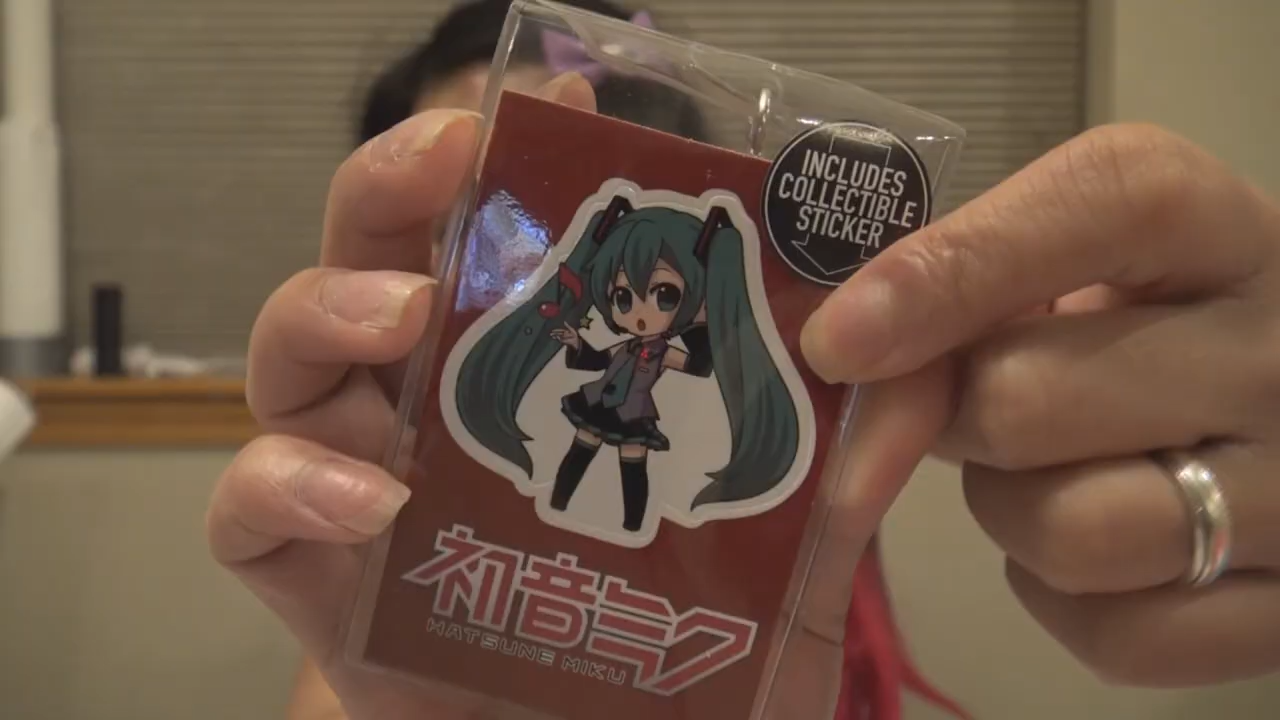 INCLUDES
COLLECTIBLE
STICKER
初音ミク
HATSUNE MIKU